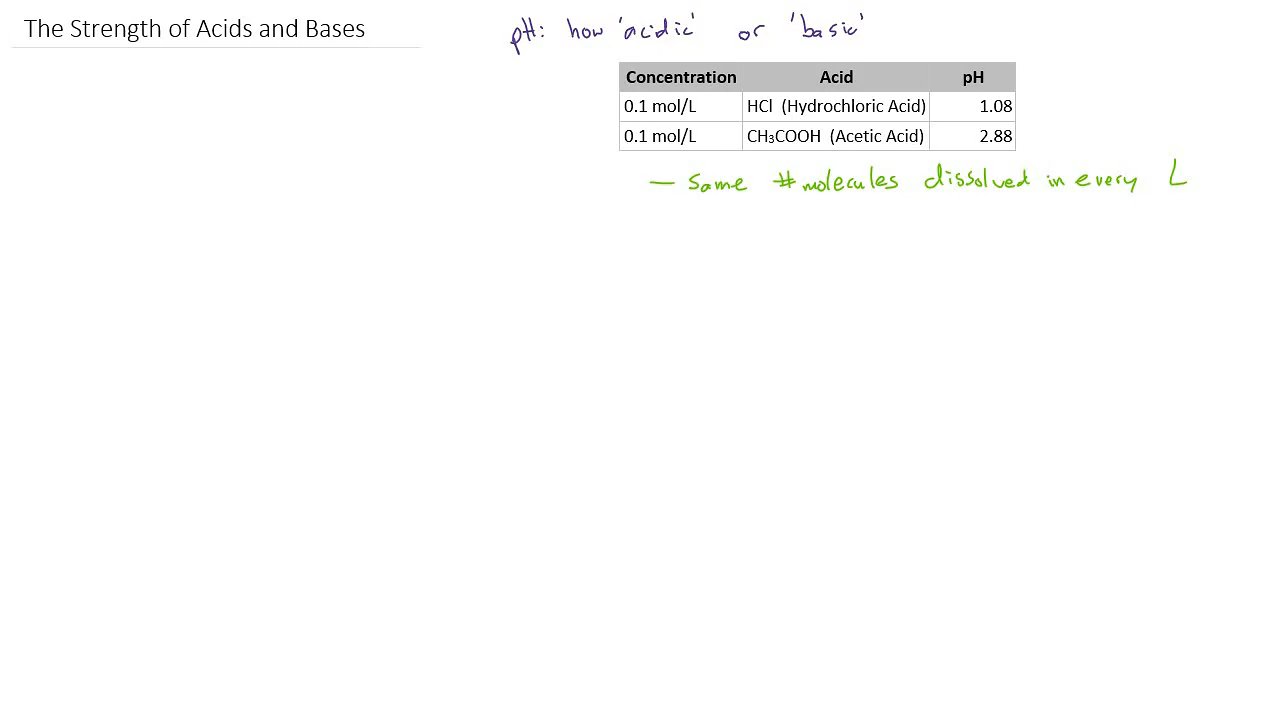 The Strength of Acids and Bases
pH: how 'acidic' or 'basic'
Concentration Acid pH
0.1 mol/L HCl (Hydrochloric Acid) 1.08
0.1 mol/L CH₃COOH (Acetic Acid) 2.88
— same # molecules dissolved in every L